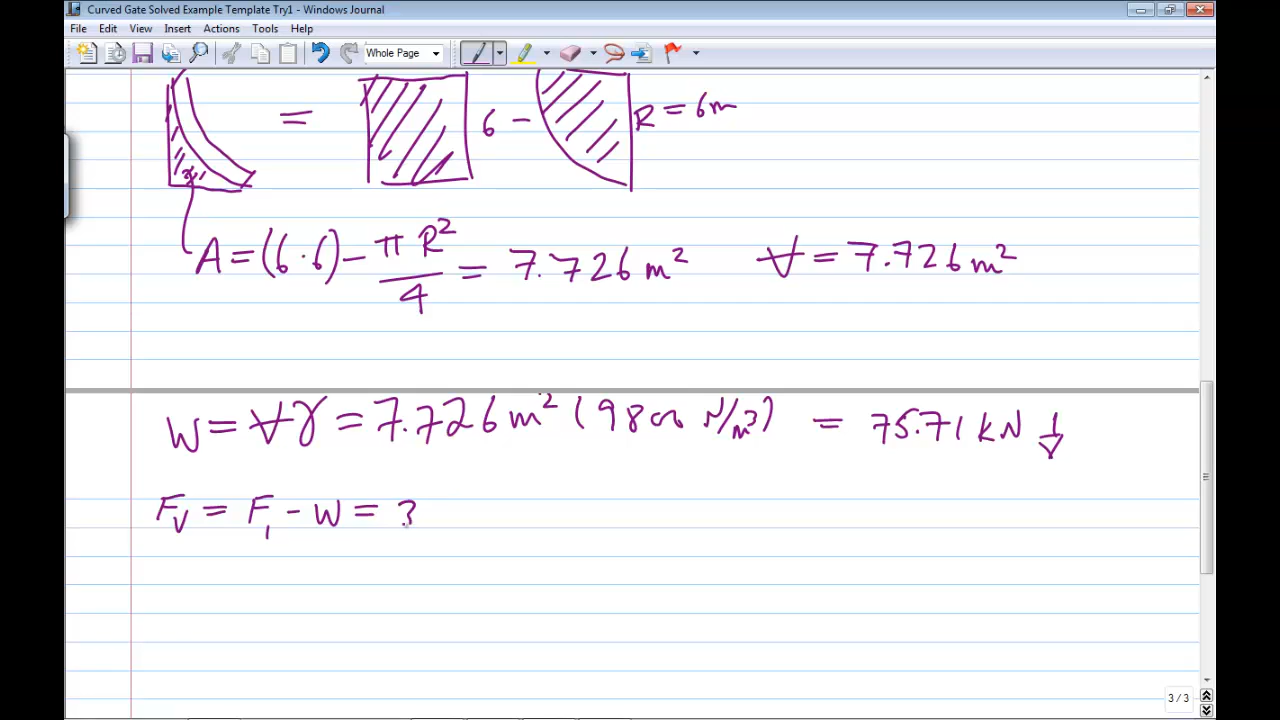 Curved Gate Solved Example Template Try1 - Windows Journal
File Edit View Insert Actions Tools Help
Whole Page
= 6 - R = 6m
A = (6·6) - πR²/4 = 7.726 m² V = 7.726 m²
W = Vγ = 7.726 m² (9800 N/m³) = 75.71 kN ↓
Fv = F1 - W = 3
3 / 3